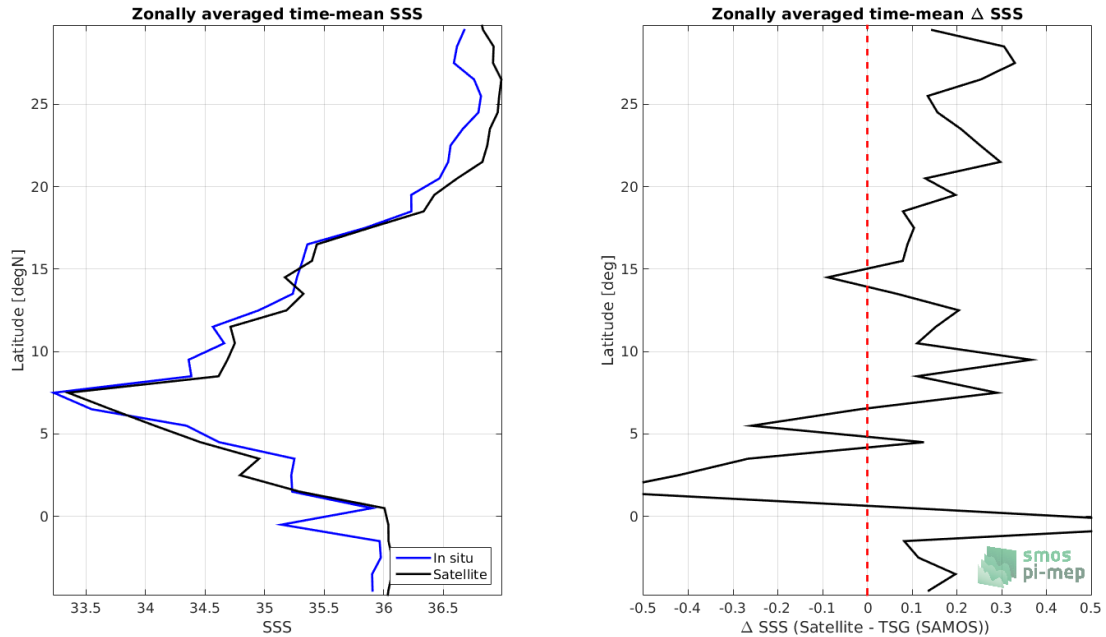 Zonally averaged time-mean SSS
25
20
15
10
5
0
33.5 34 34.5 35 35.5 36 36.5
Latitude [degN]
SSS
In situ
Satellite
Zonally averaged time-mean Δ SSS
25
20
15
10
5
0
-0.5 -0.4 -0.3 -0.2 -0.1 0 0.1 0.2 0.3 0.4 0.5
Latitude [deg]
Δ SSS (Satellite - TSG (SAMOS))
smos
pi-mep